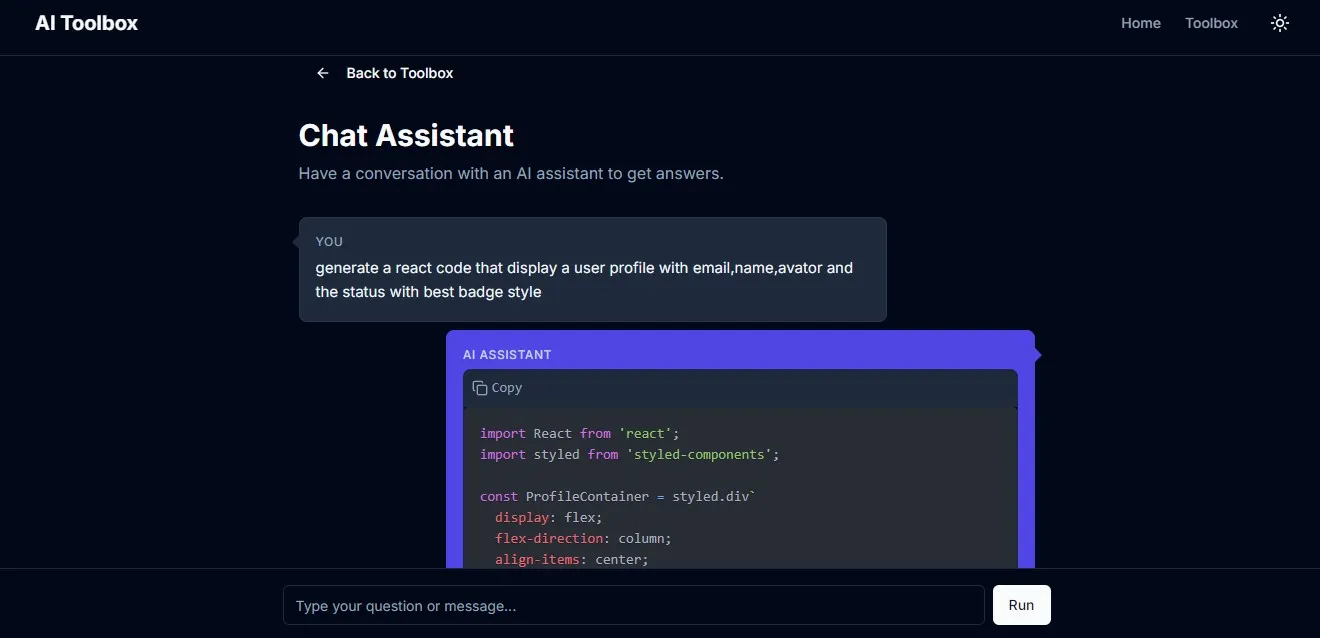 AI Toolbox
Home
Toolbox
Back to Toolbox
Chat Assistant
Have a conversation with an AI assistant to get answers.
YOU
generate a react code that display a user profile with email,name,avator and
the status with best badge style
AI ASSISTANT
Copy
import React from 'react';
import styled from 'styled-components';
const ProfileContainer = styled.div`
display: flex;
flex-direction: column;
align-items: center;
Type your question or message...
Run